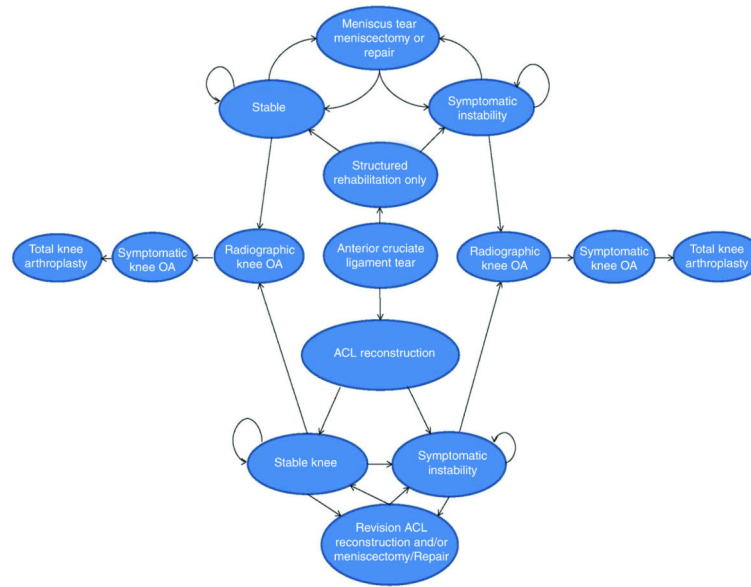 Meniscus tear
meniscectomy or
repair
Stable
Symptomatic
instability
Structured
rehabilitation only
Total knee
arthroplasty
Symptomatic
knee OA
Radiographic
knee OA
Anterior cruciate
ligament tear
Radiographic
knee OA
Symptomatic
knee OA
Total knee
arthroplasty
ACL reconstruction
Stable knee
Symptomatic
instability
Revision ACL
reconstruction and/or
meniscectomy/Repair